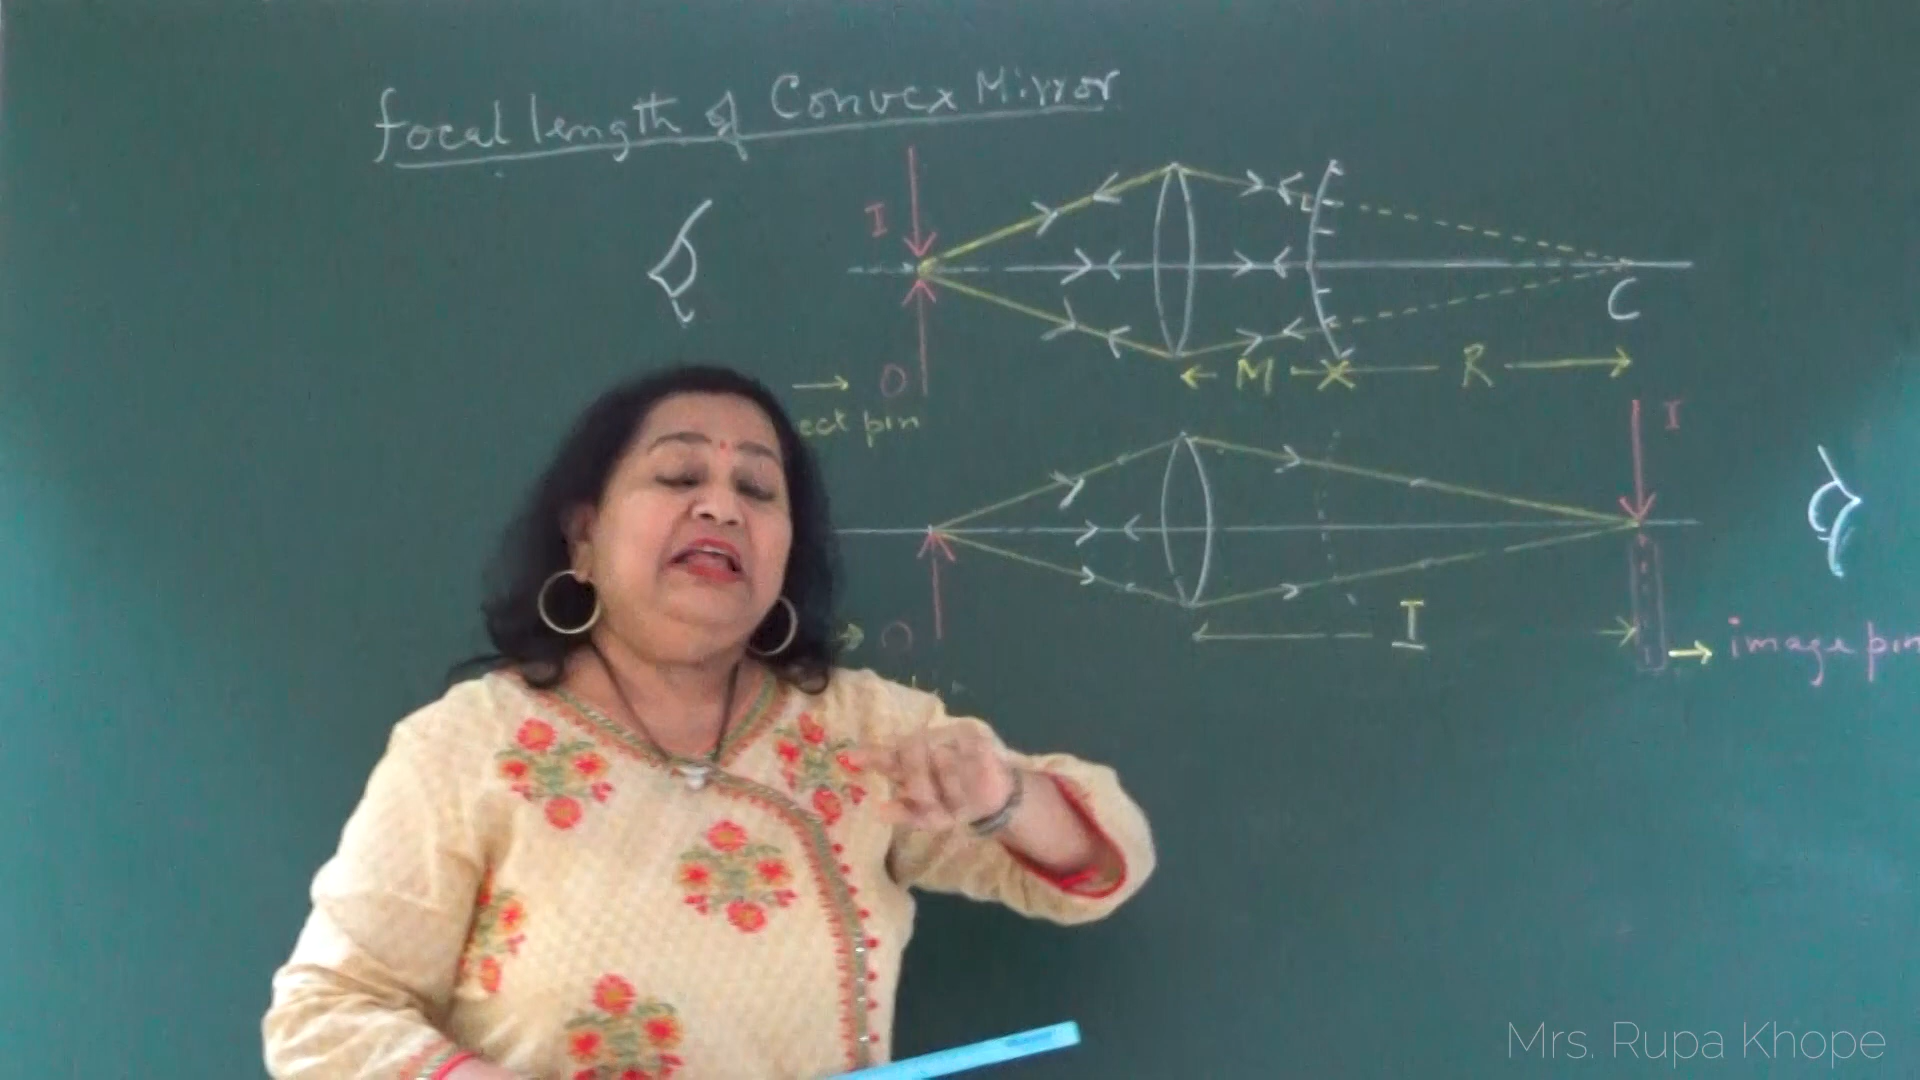 focal length of Convex Mirror
I
C
O
M R
ect pin
I
O
I
image pin
Mrs. Rupa Khope